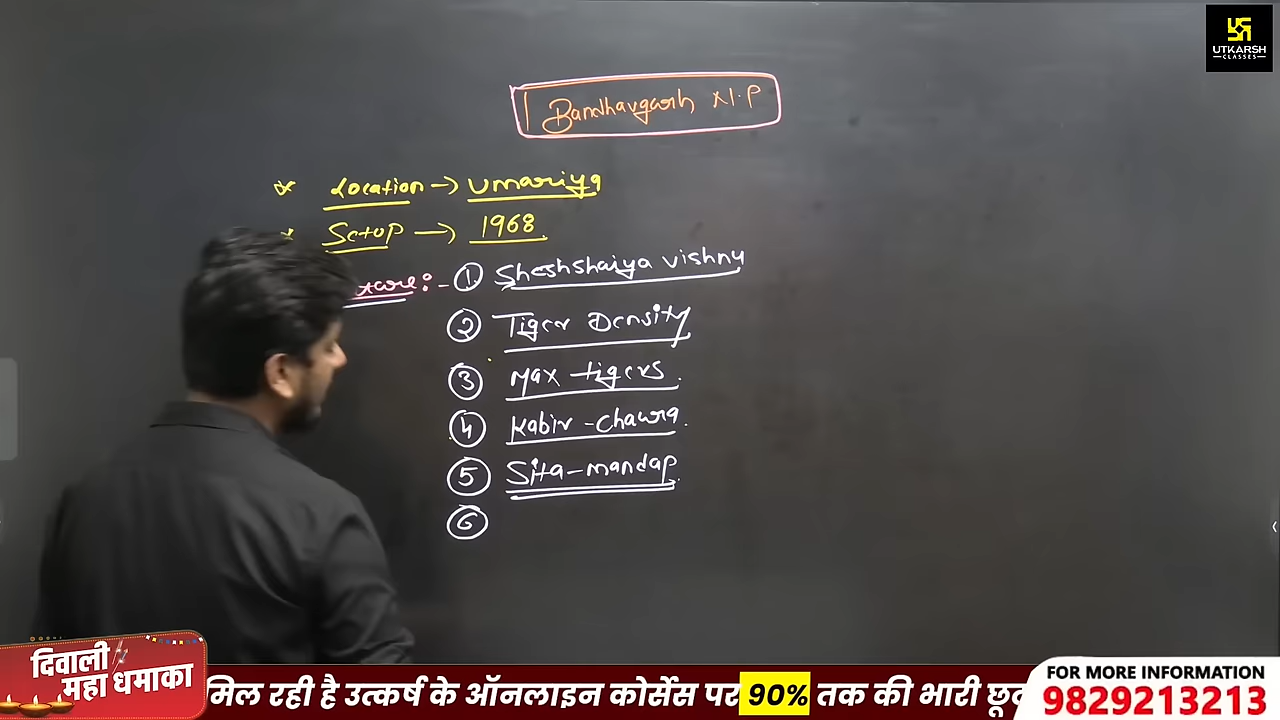 UTKARSH
CLASSES
Bandhavgarh N.P
* Location → Umariya
* Setup → 1968
① Sheshshaiya vishnu
② Tiger Density
③ Max tigers.
④ Kabir-chawra.
⑤ Sita-mandap.
⑥
दिवाली
महा धमाका
मिल रही है उत्कर्ष के ऑनलाइन कोर्सेस पर 90% तक की भारी छूट
FOR MORE INFORMATION
9829213213